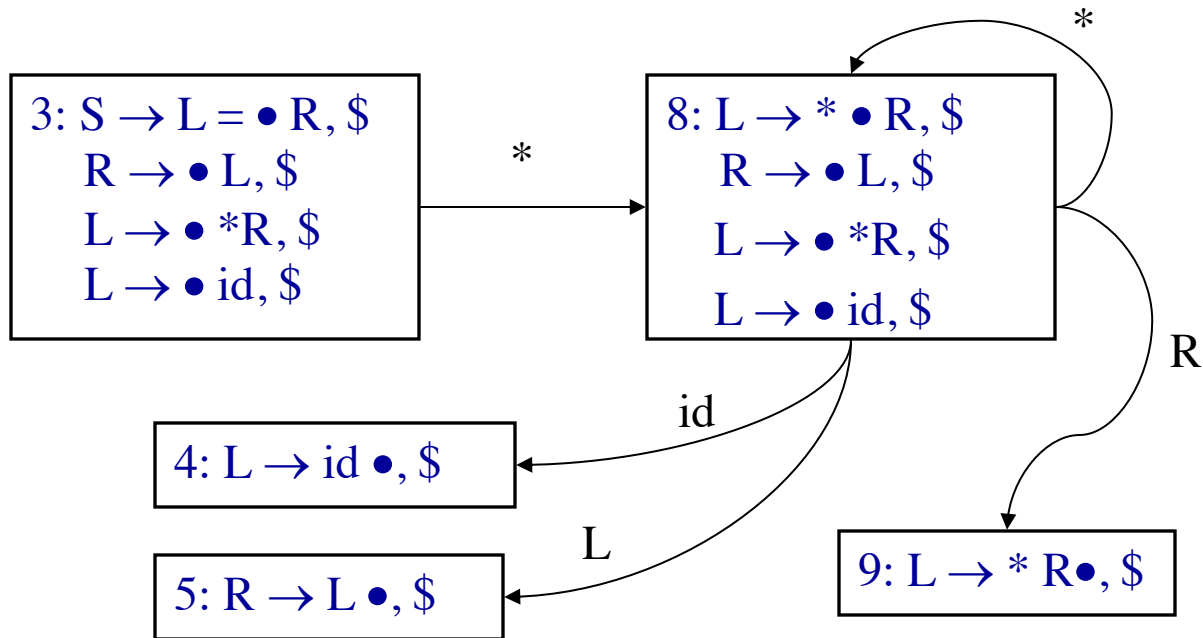 *
3: S → L = • R, $
R → • L, $
L → • *R, $
L → • id, $
*
8: L → * • R, $
R → • L, $
L → • *R, $
L → • id, $
R
id
4: L → id •, $
L
5: R → L •, $
9: L → * R•, $